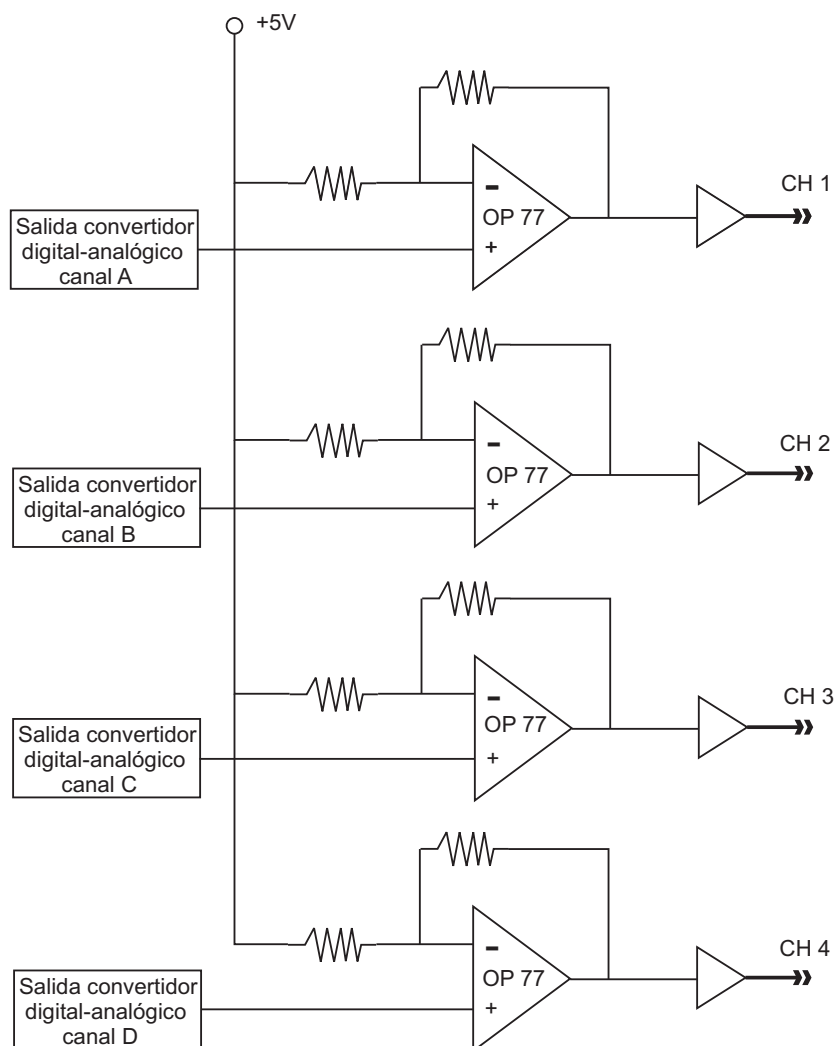 +5V
CH 1
-
OP 77
+
Salida convertidor
digital-analógico
canal A
CH 2
-
OP 77
+
Salida convertidor
digital-analógico
canal B
CH 3
-
OP 77
+
Salida convertidor
digital-analógico
canal C
CH 4
-
OP 77
+
Salida convertidor
digital-analógico
canal D